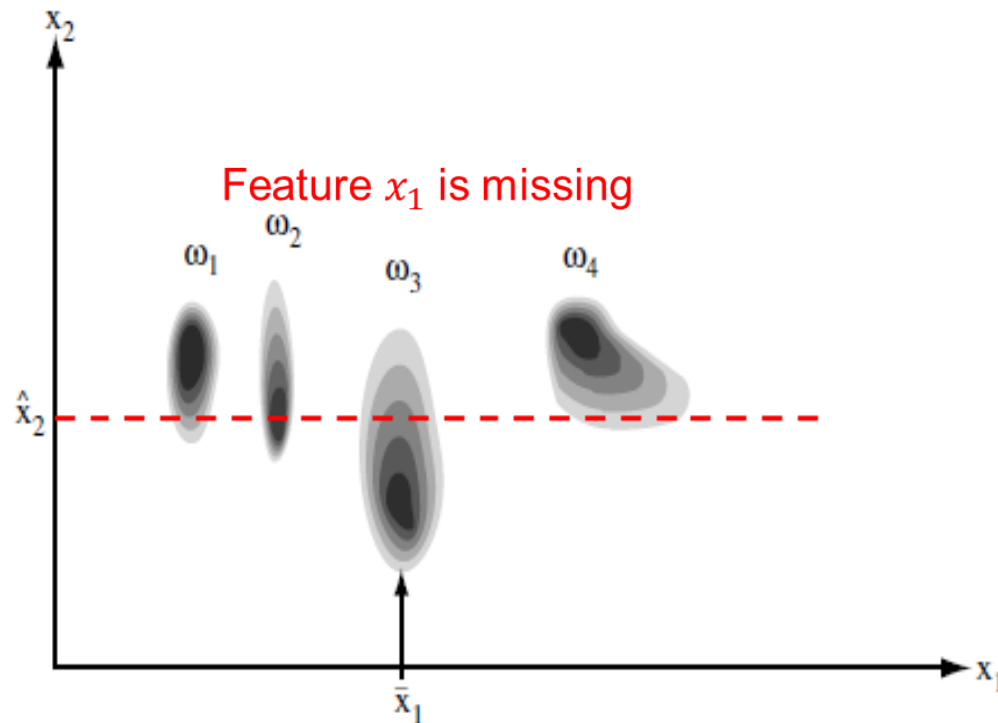 x₂
Feature 𝑥₁ is missing
ω₁ ω₂ ω₃ ω₄
x̂₂
x̄₁
x₁